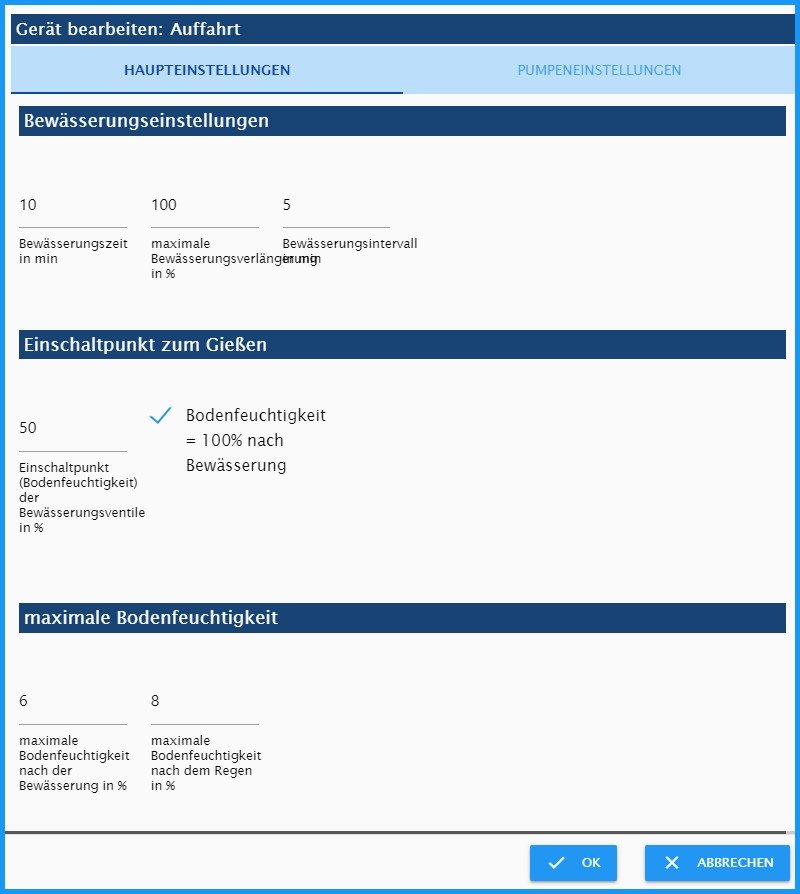 Gerät bearbeiten: Auffahrt
HAUPTEINSTELLUNGEN
PUMPENEINSTELLUNGEN
Bewässerungseinstellungen
10
Bewässerungszeit
in min
100
maximale
Bewässerungsverlängerung
in %
5
Bewässerungsintervall
in min
Einschaltpunkt zum Gießen
50
Einschaltpunkt
(Bodenfeuchtigkeit)
der
Bewässerungsventile
in %
Bodenfeuchtigkeit
= 100% nach
Bewässerung
maximale Bodenfeuchtigkeit
6
maximale
Bodenfeuchtigkeit
nach der
Bewässerung in %
8
maximale
Bodenfeuchtigkeit
nach dem Regen
in %
OK
ABBRECHEN